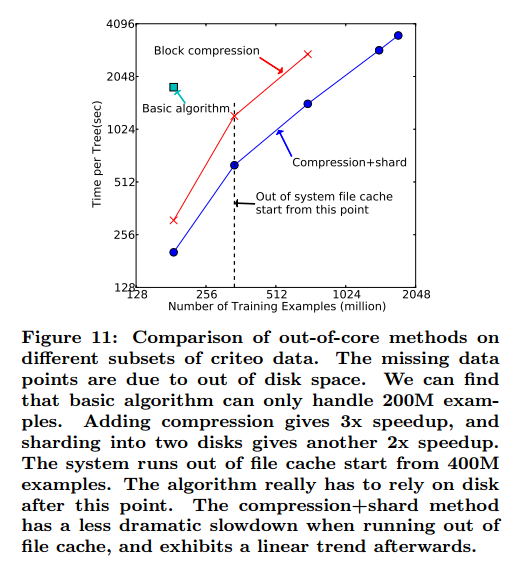 4096
2048
1024
512
256
128
128
256
512
1024
2048
Time per Tree(sec)
Number of Training Examples (million)
Block compression
Basic algorithm
Compression+shard
Out of system file cache
start from this point
Figure 11: Comparison of out-of-core methods on
different subsets of criteo data. The missing data
points are due to out of disk space. We can find
that basic algorithm can only handle 200M exam-
ples. Adding compression gives 3x speedup, and
sharding into two disks gives another 2x speedup.
The system runs out of file cache start from 400M
examples. The algorithm really has to rely on disk
after this point. The compression+shard method
has a less dramatic slowdown when running out of
file cache, and exhibits a linear trend afterwards.